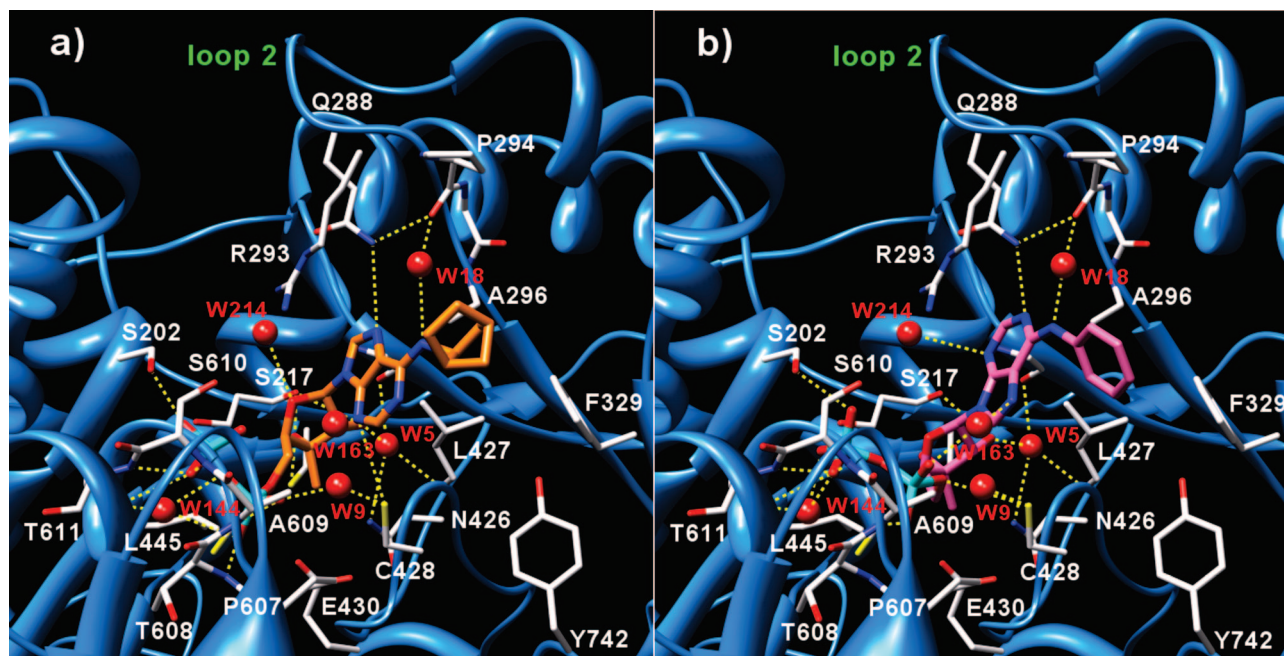 a)
loop 2
Q288
P294
R293
W18
W214
A296
S202
S610
S217
F329
W163
W5
L427
W144
W9
T611
A609
N426
L445
C428
P607
E430
T608
Y742
b)
loop 2
Q288
P294
R293
W18
W214
A296
S202
S610
S217
F329
W163
W5
L427
W144
W9
T611
A609
N426
L445
C428
P607
E430
T608
Y742